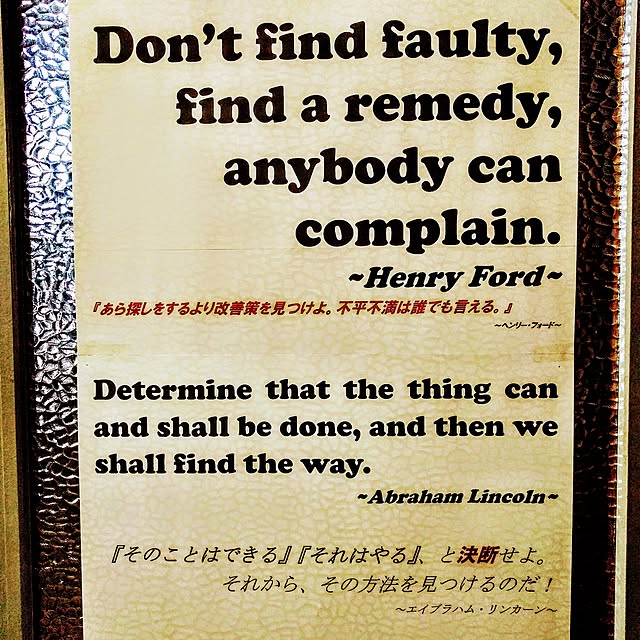 Don't find faulty,
find a remedy,
anybody can
complain.
~Henry Ford~
『あら探しをするより改善策を見つけよ。不平不満は誰でも言える。』
~ヘンリー・フォード~
Determine that the thing can
and shall be done, and then we
shall find the way.
~Abraham Lincoln~
『そのことはできる』『それはやる』、と決断せよ。
それから、その方法を見つけるのだ！
～エイブラハム・リンカーン～